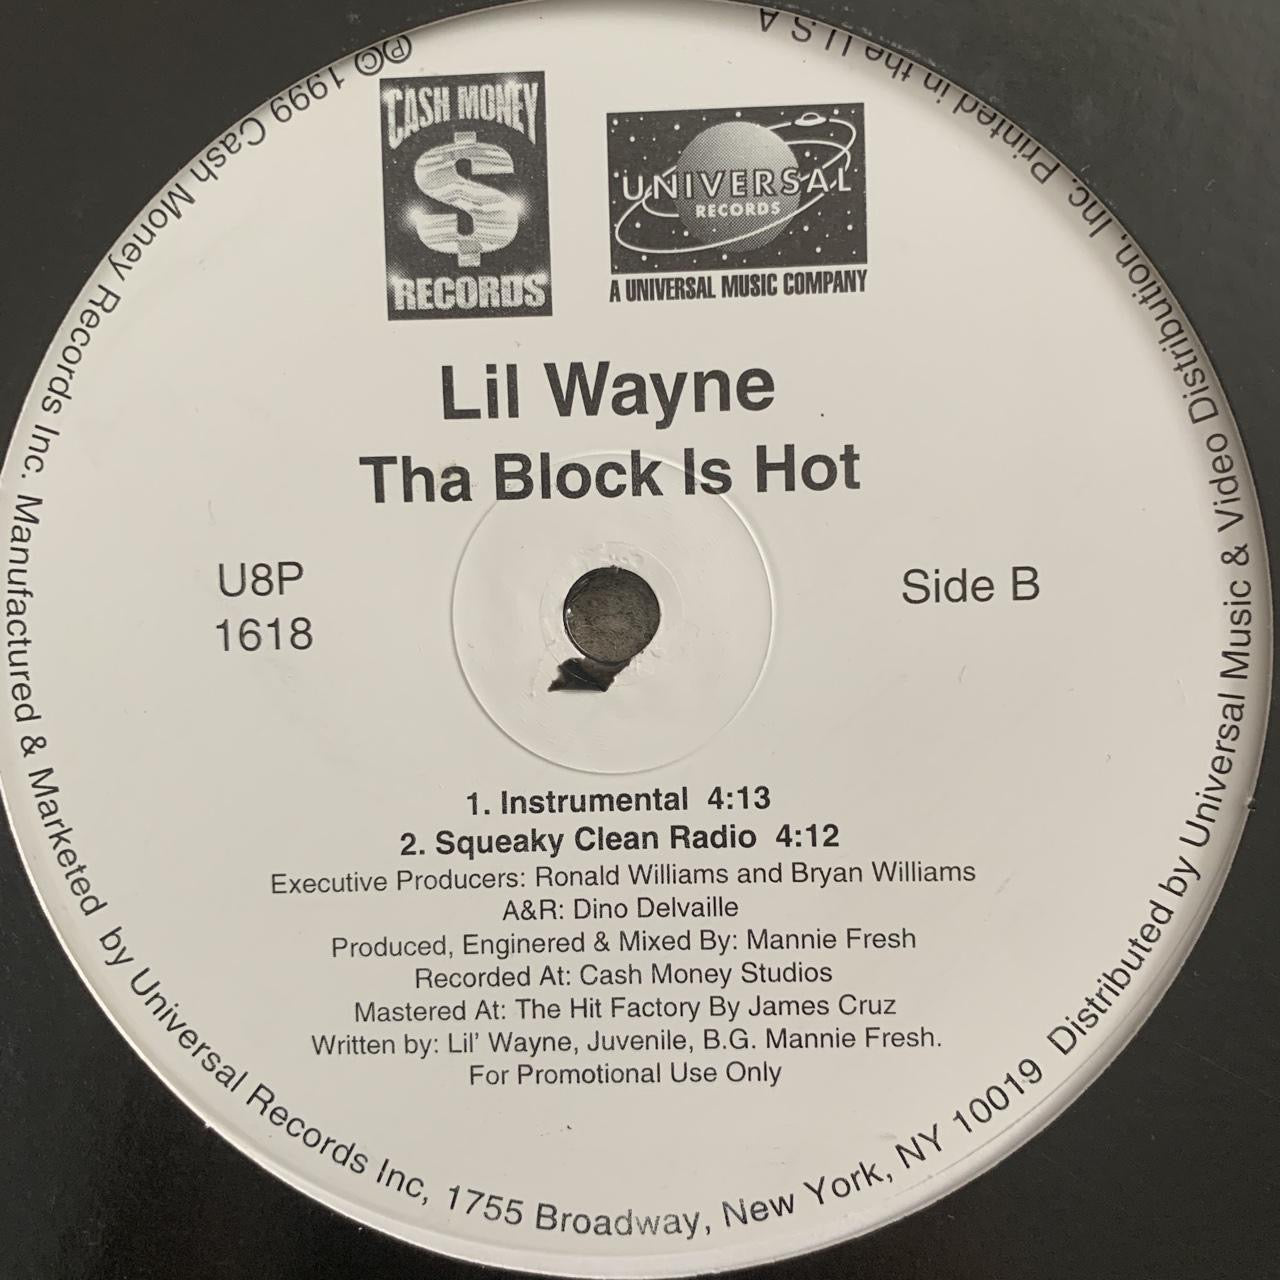 CASH MONEY
$
RECORDS
UNIVERSAL
RECORDS
A UNIVERSAL MUSIC COMPANY
Lil Wayne
Tha Block Is Hot
U8P
1618
Side B
1. Instrumental 4:13
2. Squeaky Clean Radio 4:12
Executive Producers: Ronald Williams and Bryan Williams
A&R: Dino Delvaille
Produced, Enginered & Mixed By: Mannie Fresh
Recorded At: Cash Money Studios
Mastered At: The Hit Factory By James Cruz
Written by: Lil' Wayne, Juvenile, B.G. Mannie Fresh.
For Promotional Use Only
℗© 1999 Cash Money Records Inc. Manufactured & Marketed by Universal Records Inc, 1755 Broadway, New York, NY 10019 Distributed by Universal Music & Video Distribution, Inc. Printed in the U.S.A